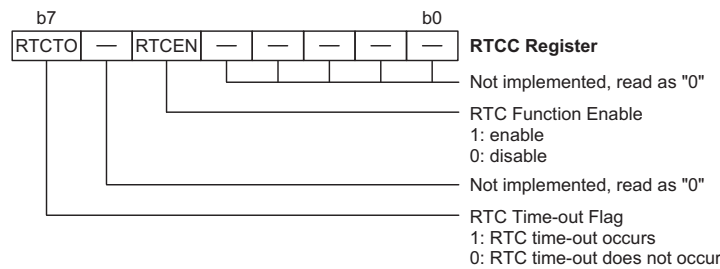 b7 b0
RTCTO — RTCEN — — — — — RTCC Register
Not implemented, read as "0"
RTC Function Enable
1: enable
0: disable
Not implemented, read as "0"
RTC Time-out Flag
1: RTC time-out occurs
0: RTC time-out does not occur